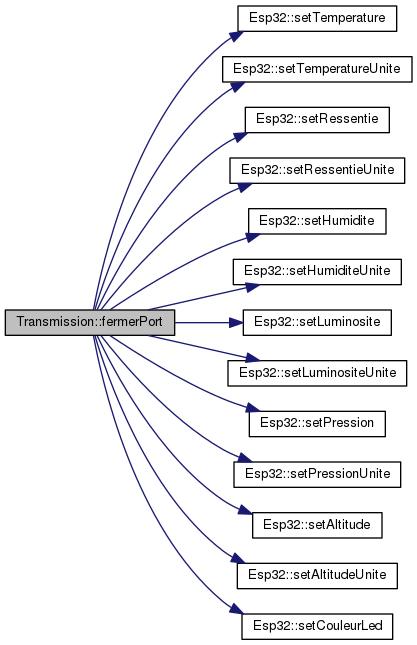 Esp32::setTemperature
Esp32::setTemperatureUnite
Esp32::setRessentie
Esp32::setRessentieUnite
Esp32::setHumidite
Esp32::setHumiditeUnite
Transmission::fermerPort
Esp32::setLuminosite
Esp32::setLuminositeUnite
Esp32::setPression
Esp32::setPressionUnite
Esp32::setAltitude
Esp32::setAltitudeUnite
Esp32::setCouleurLed